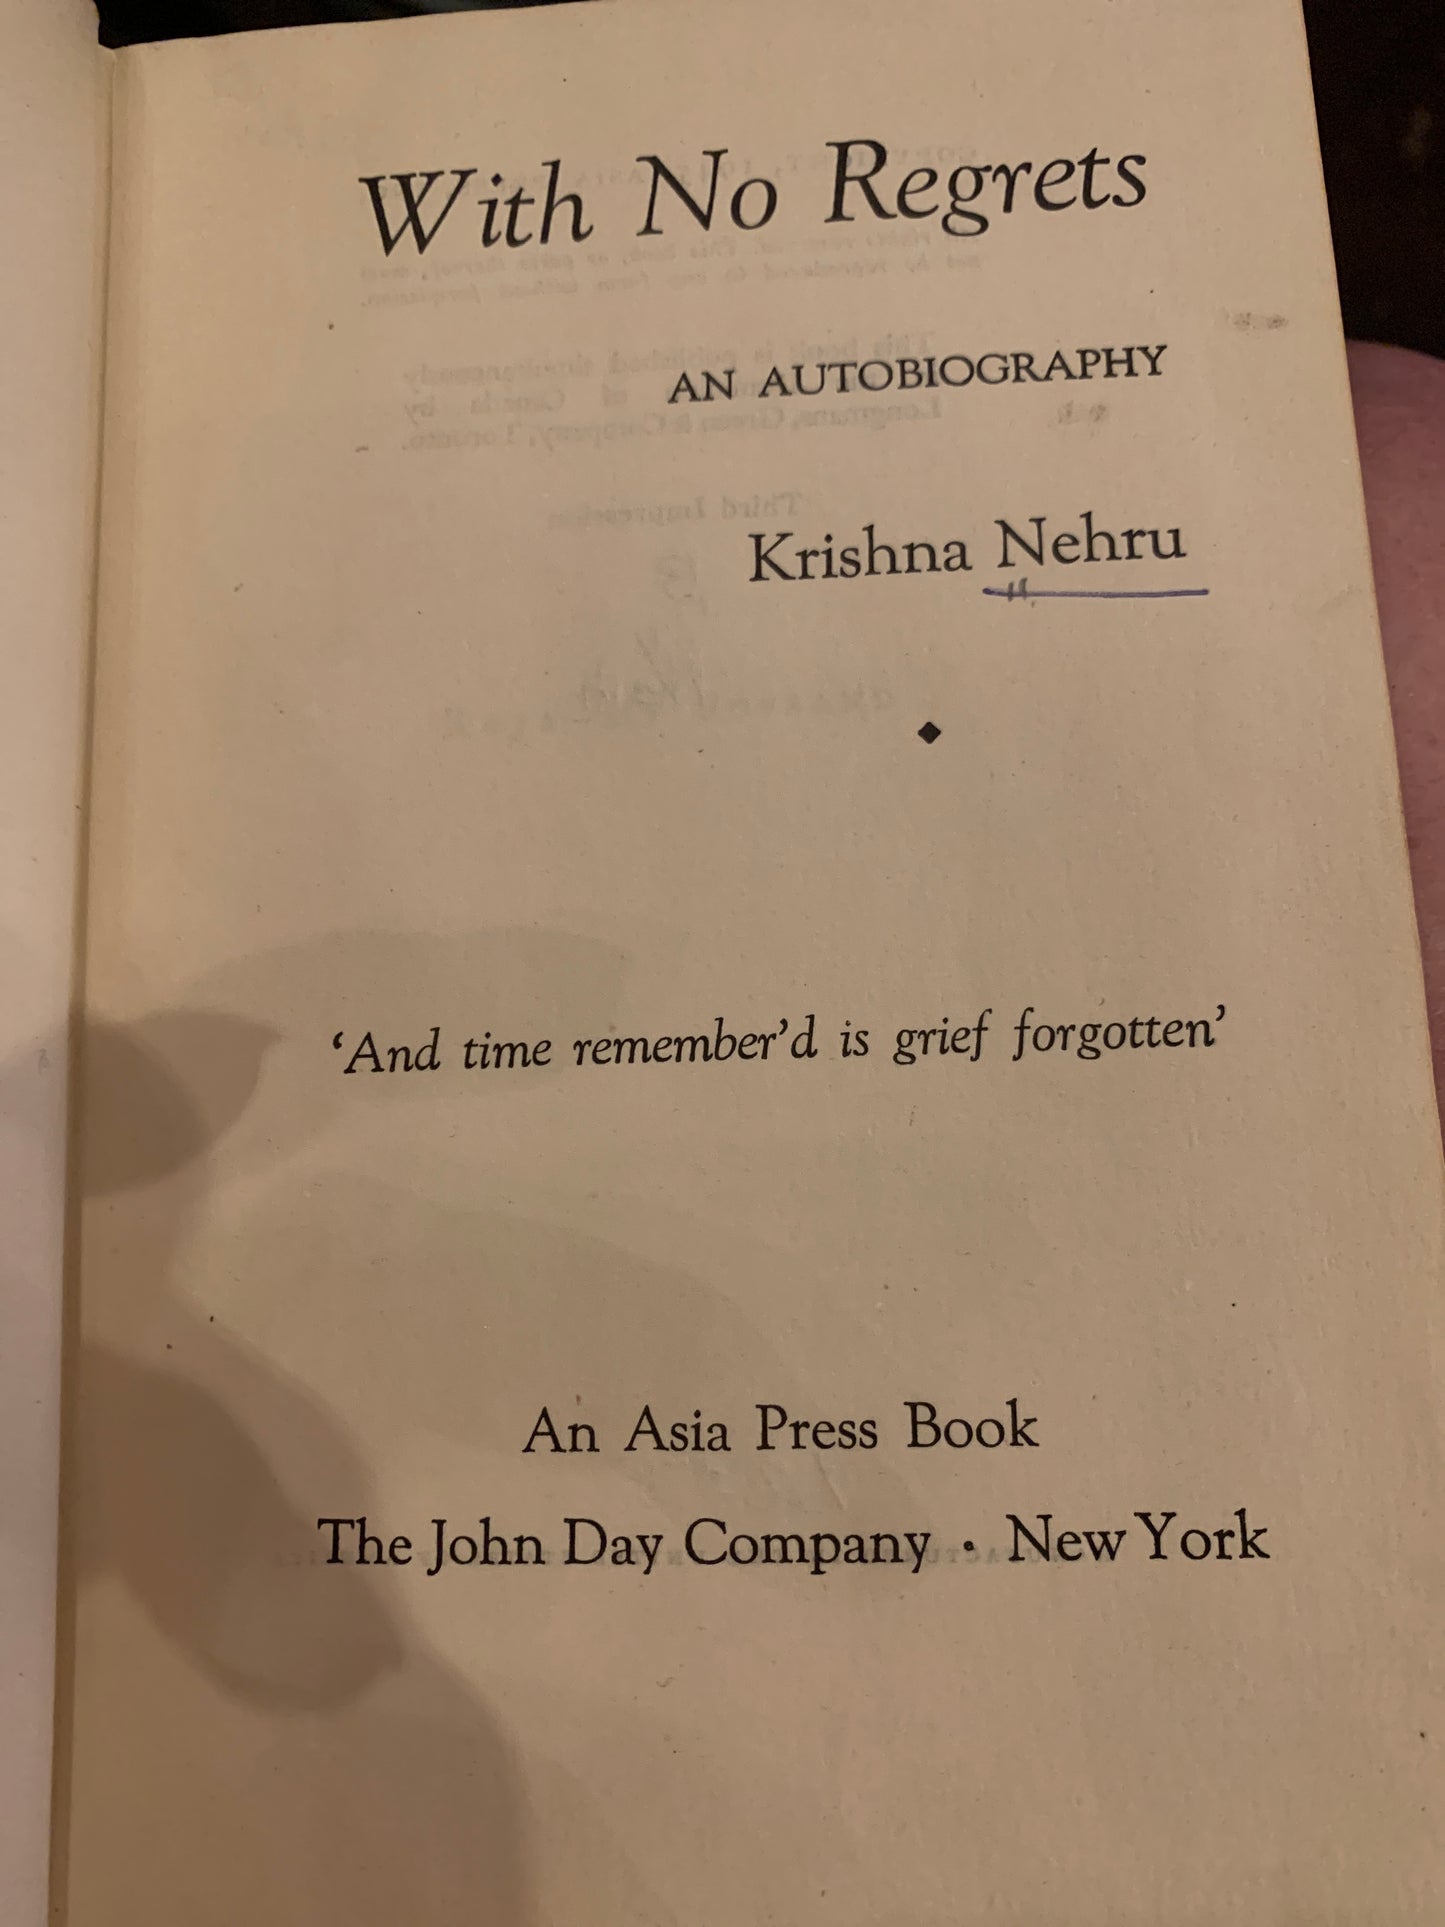 With No Regrets
AN AUTOBIOGRAPHY
Krishna Nehru
‘And time remember’d is grief forgotten’
An Asia Press Book
The John Day Company · New York